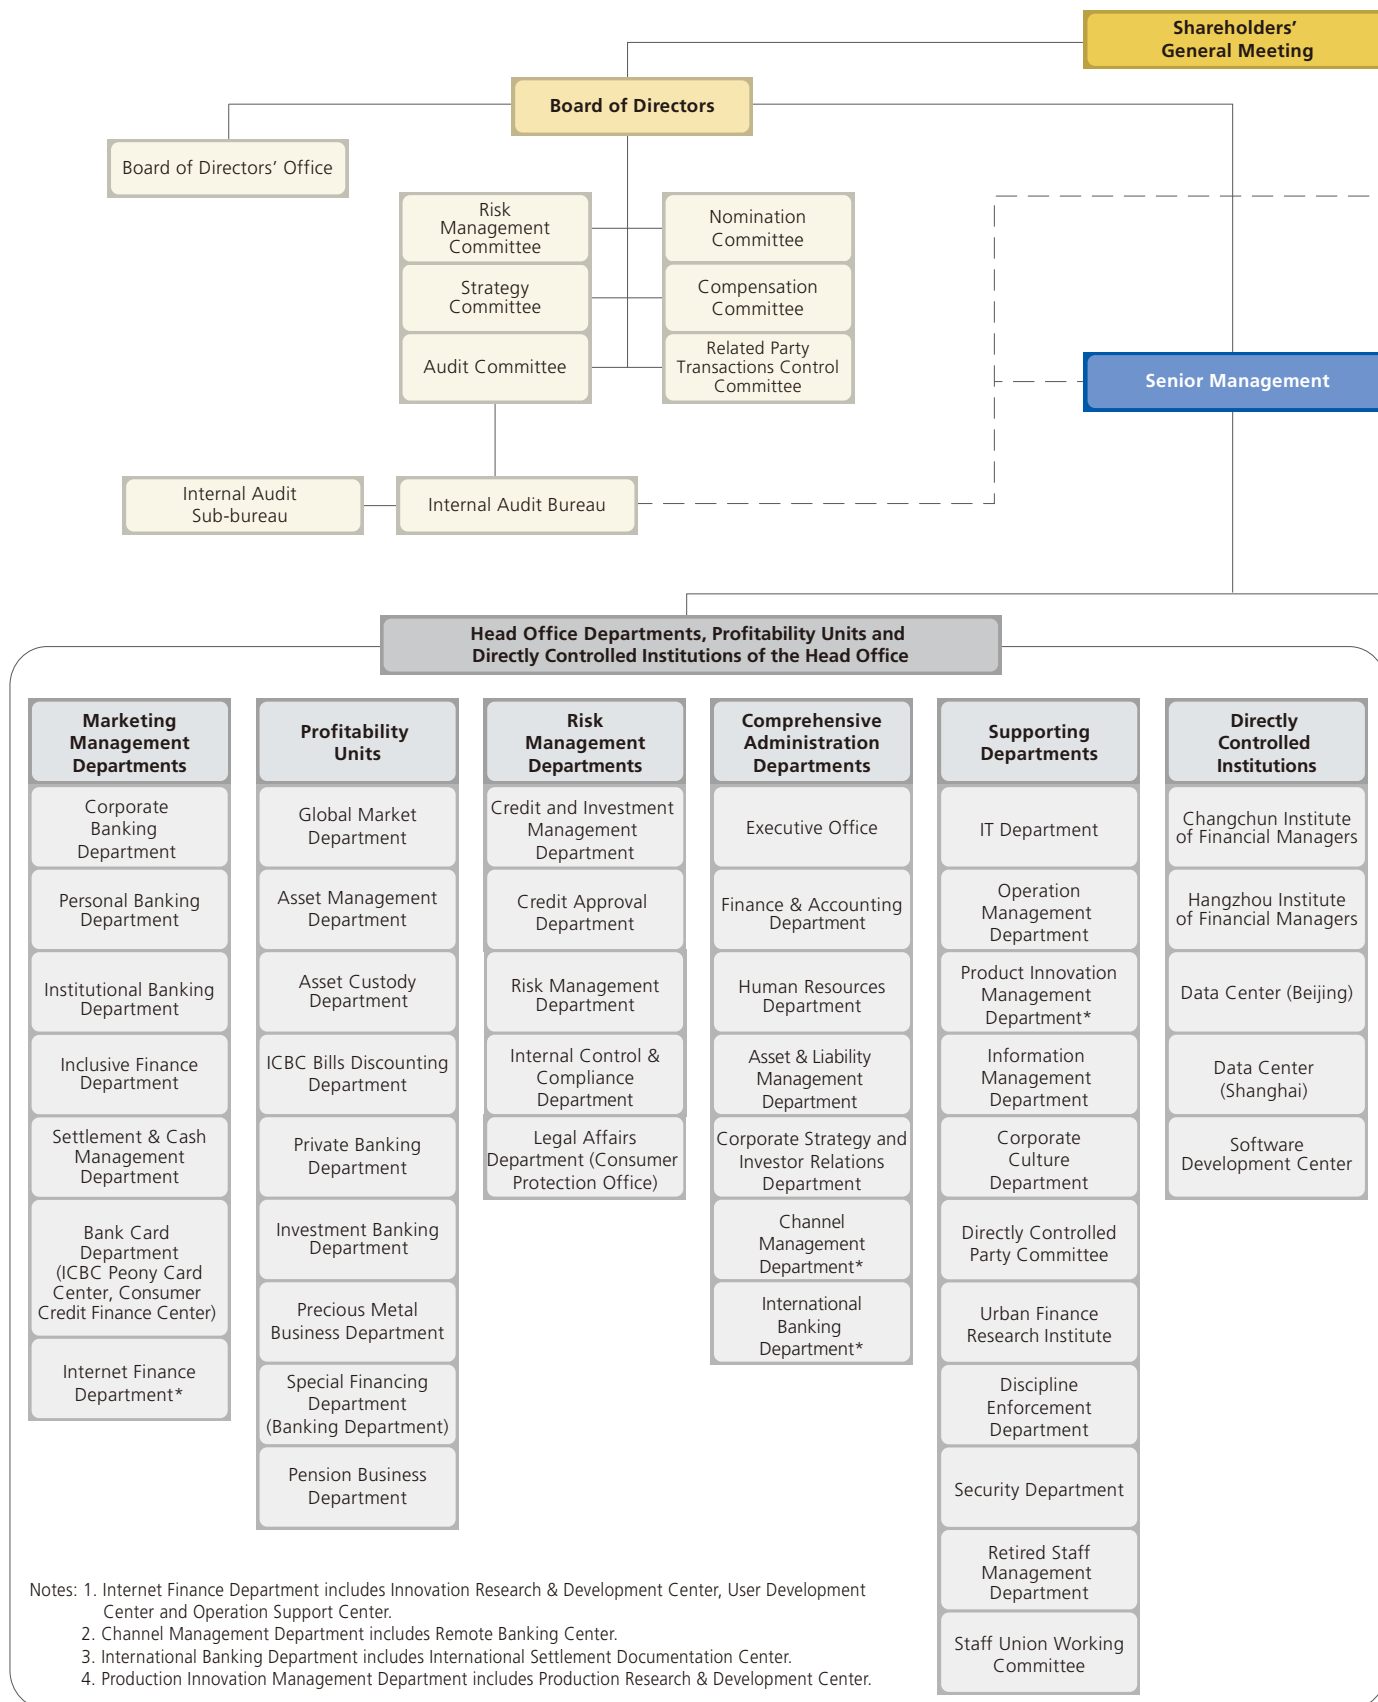 Shareholders’
General Meeting
Board of Directors
Board of Directors’ Office
Risk
Management
Committee
Nomination
Committee
Strategy
Committee
Compensation
Committee
Audit Committee
Related Party
Transactions Control
Committee
Senior Management
Internal Audit
Sub-bureau
Internal Audit Bureau
Head Office Departments, Profitability Units and
Directly Controlled Institutions of the Head Office
Marketing
Management
Departments
Corporate
Banking
Department
Personal Banking
Department
Institutional Banking
Department
Inclusive Finance
Department
Settlement & Cash
Management
Department
Bank Card
Department
(ICBC Peony Card
Center, Consumer
Credit Finance Center)
Internet Finance
Department*
Profitability
Units
Global Market
Department
Asset Management
Department
Asset Custody
Department
ICBC Bills Discounting
Department
Private Banking
Department
Investment Banking
Department
Precious Metal
Business Department
Special Financing
Department
(Banking Department)
Pension Business
Department
Risk
Management
Departments
Credit and Investment
Management
Department
Credit Approval
Department
Risk Management
Department
Internal Control &
Compliance
Department
Legal Affairs
Department (Consumer
Protection Office)
Comprehensive
Administration
Departments
Executive Office
Finance & Accounting
Department
Human Resources
Department
Asset & Liability
Management
Department
Corporate Strategy and
Investor Relations
Department
Channel
Management
Department*
International
Banking
Department*
Supporting
Departments
IT Department
Operation
Management
Department
Product Innovation
Management
Department*
Information
Management
Department
Corporate
Culture
Department
Directly Controlled
Party Committee
Urban Finance
Research Institute
Discipline
Enforcement
Department
Security Department
Retired Staff
Management
Department
Staff Union Working
Committee
Directly
Controlled
Institutions
Changchun Institute
of Financial Managers
Hangzhou Institute
of Financial Managers
Data Center (Beijing)
Data Center
(Shanghai)
Software
Development Center
Notes: 1. Internet Finance Department includes Innovation Research & Development Center, User Development
Center and Operation Support Center.
2. Channel Management Department includes Remote Banking Center.
3. International Banking Department includes International Settlement Documentation Center.
4. Production Innovation Management Department includes Production Research & Development Center.